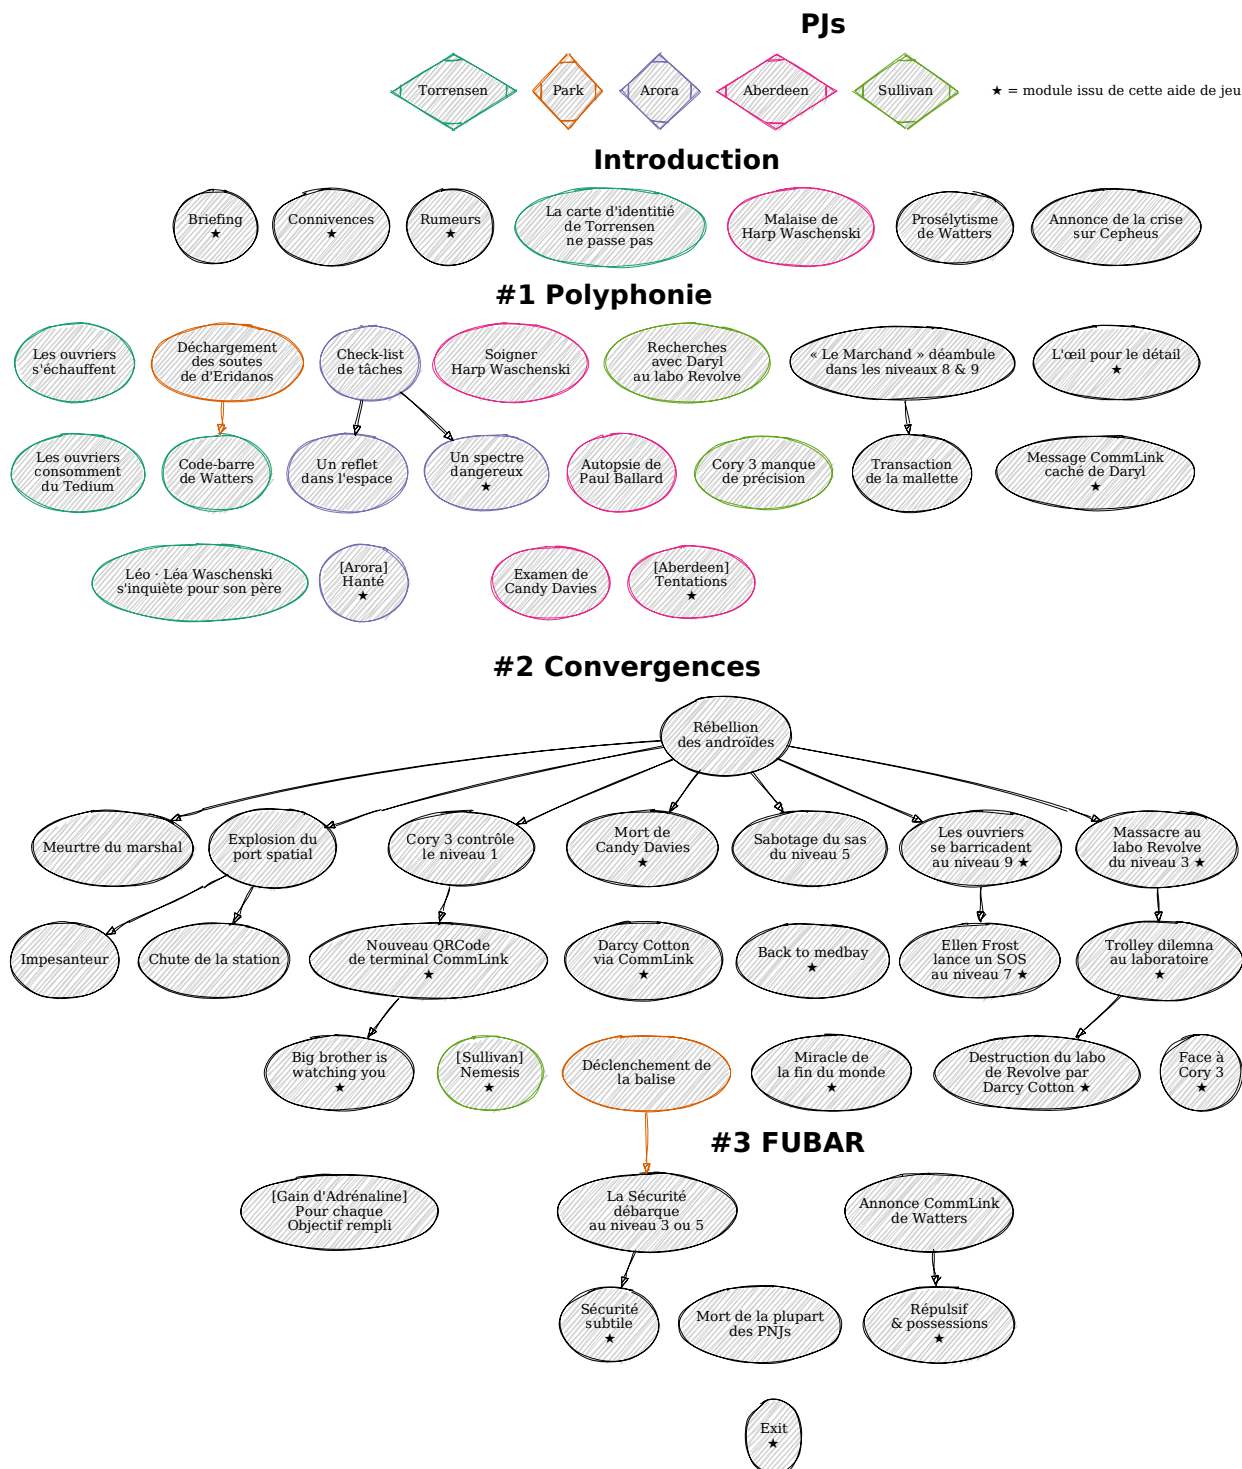 PJs
Torrensen
Park
Arora
Aberdeen
Sullivan
★ = module issu de cette aide de jeu
Introduction
Briefing
★
Connivences
★
Rumeurs
★
La carte d'identitié
de Torrensen
ne passe pas
Malaise de
Harp Waschenski
Prosélytisme
de Watters
Annonce de la crise
sur Cepheus
#1 Polyphonie
Les ouvriers
s'échauffent
Déchargement
des soutes
de d'Eridanos
Check-list
de tâches
Soigner
Harp Waschenski
Recherches
avec Daryl
au labo Revolve
« Le Marchand » déambule
dans les niveaux 8 & 9
L'œil pour le détail
★
Les ouvriers
consomment
du Tedium
Code-barre
de Watters
Un reflet
dans l'espace
Un spectre
dangereux
★
Autopsie de
Paul Ballard
Cory 3 manque
de précision
Transaction
de la mallette
Message CommLink
caché de Daryl
★
Léo · Léa Waschenski
s'inquiète pour son père
[Arora]
Hanté
★
Examen de
Candy Davies
[Aberdeen]
Tentations
★
#2 Convergences
Rébellion
des androïdes
Meurtre du marshal
Explosion du
port spatial
Cory 3 contrôle
le niveau 1
Mort de
Candy Davies
★
Sabotage du sas
du niveau 5
Les ouvriers
se barricadent
au niveau 9 ★
Massacre au
labo Revolve
du niveau 3 ★
Impesanteur
Chute de la station
Nouveau QRCode
de terminal CommLink
★
Darcy Cotton
via CommLink
★
Back to medbay
★
Ellen Frost
lance un SOS
au niveau 7 ★
Trolley dilemna
au laboratoire
★
Big brother is
watching you
★
[Sullivan]
Nemesis
★
Déclenchement de
la balise
Miracle de
la fin du monde
★
Destruction du labo
de Revolve par
Darcy Cotton ★
Face à
Cory 3
★
#3 FUBAR
[Gain d'Adrénaline]
Pour chaque
Objectif rempli
La Sécurité
débarque
au niveau 3 ou 5
Annonce CommLink
de Watters
Sécurité
subtile
★
Mort de la plupart
des PNJs
Répulsif
& possessions
★
Exit
★